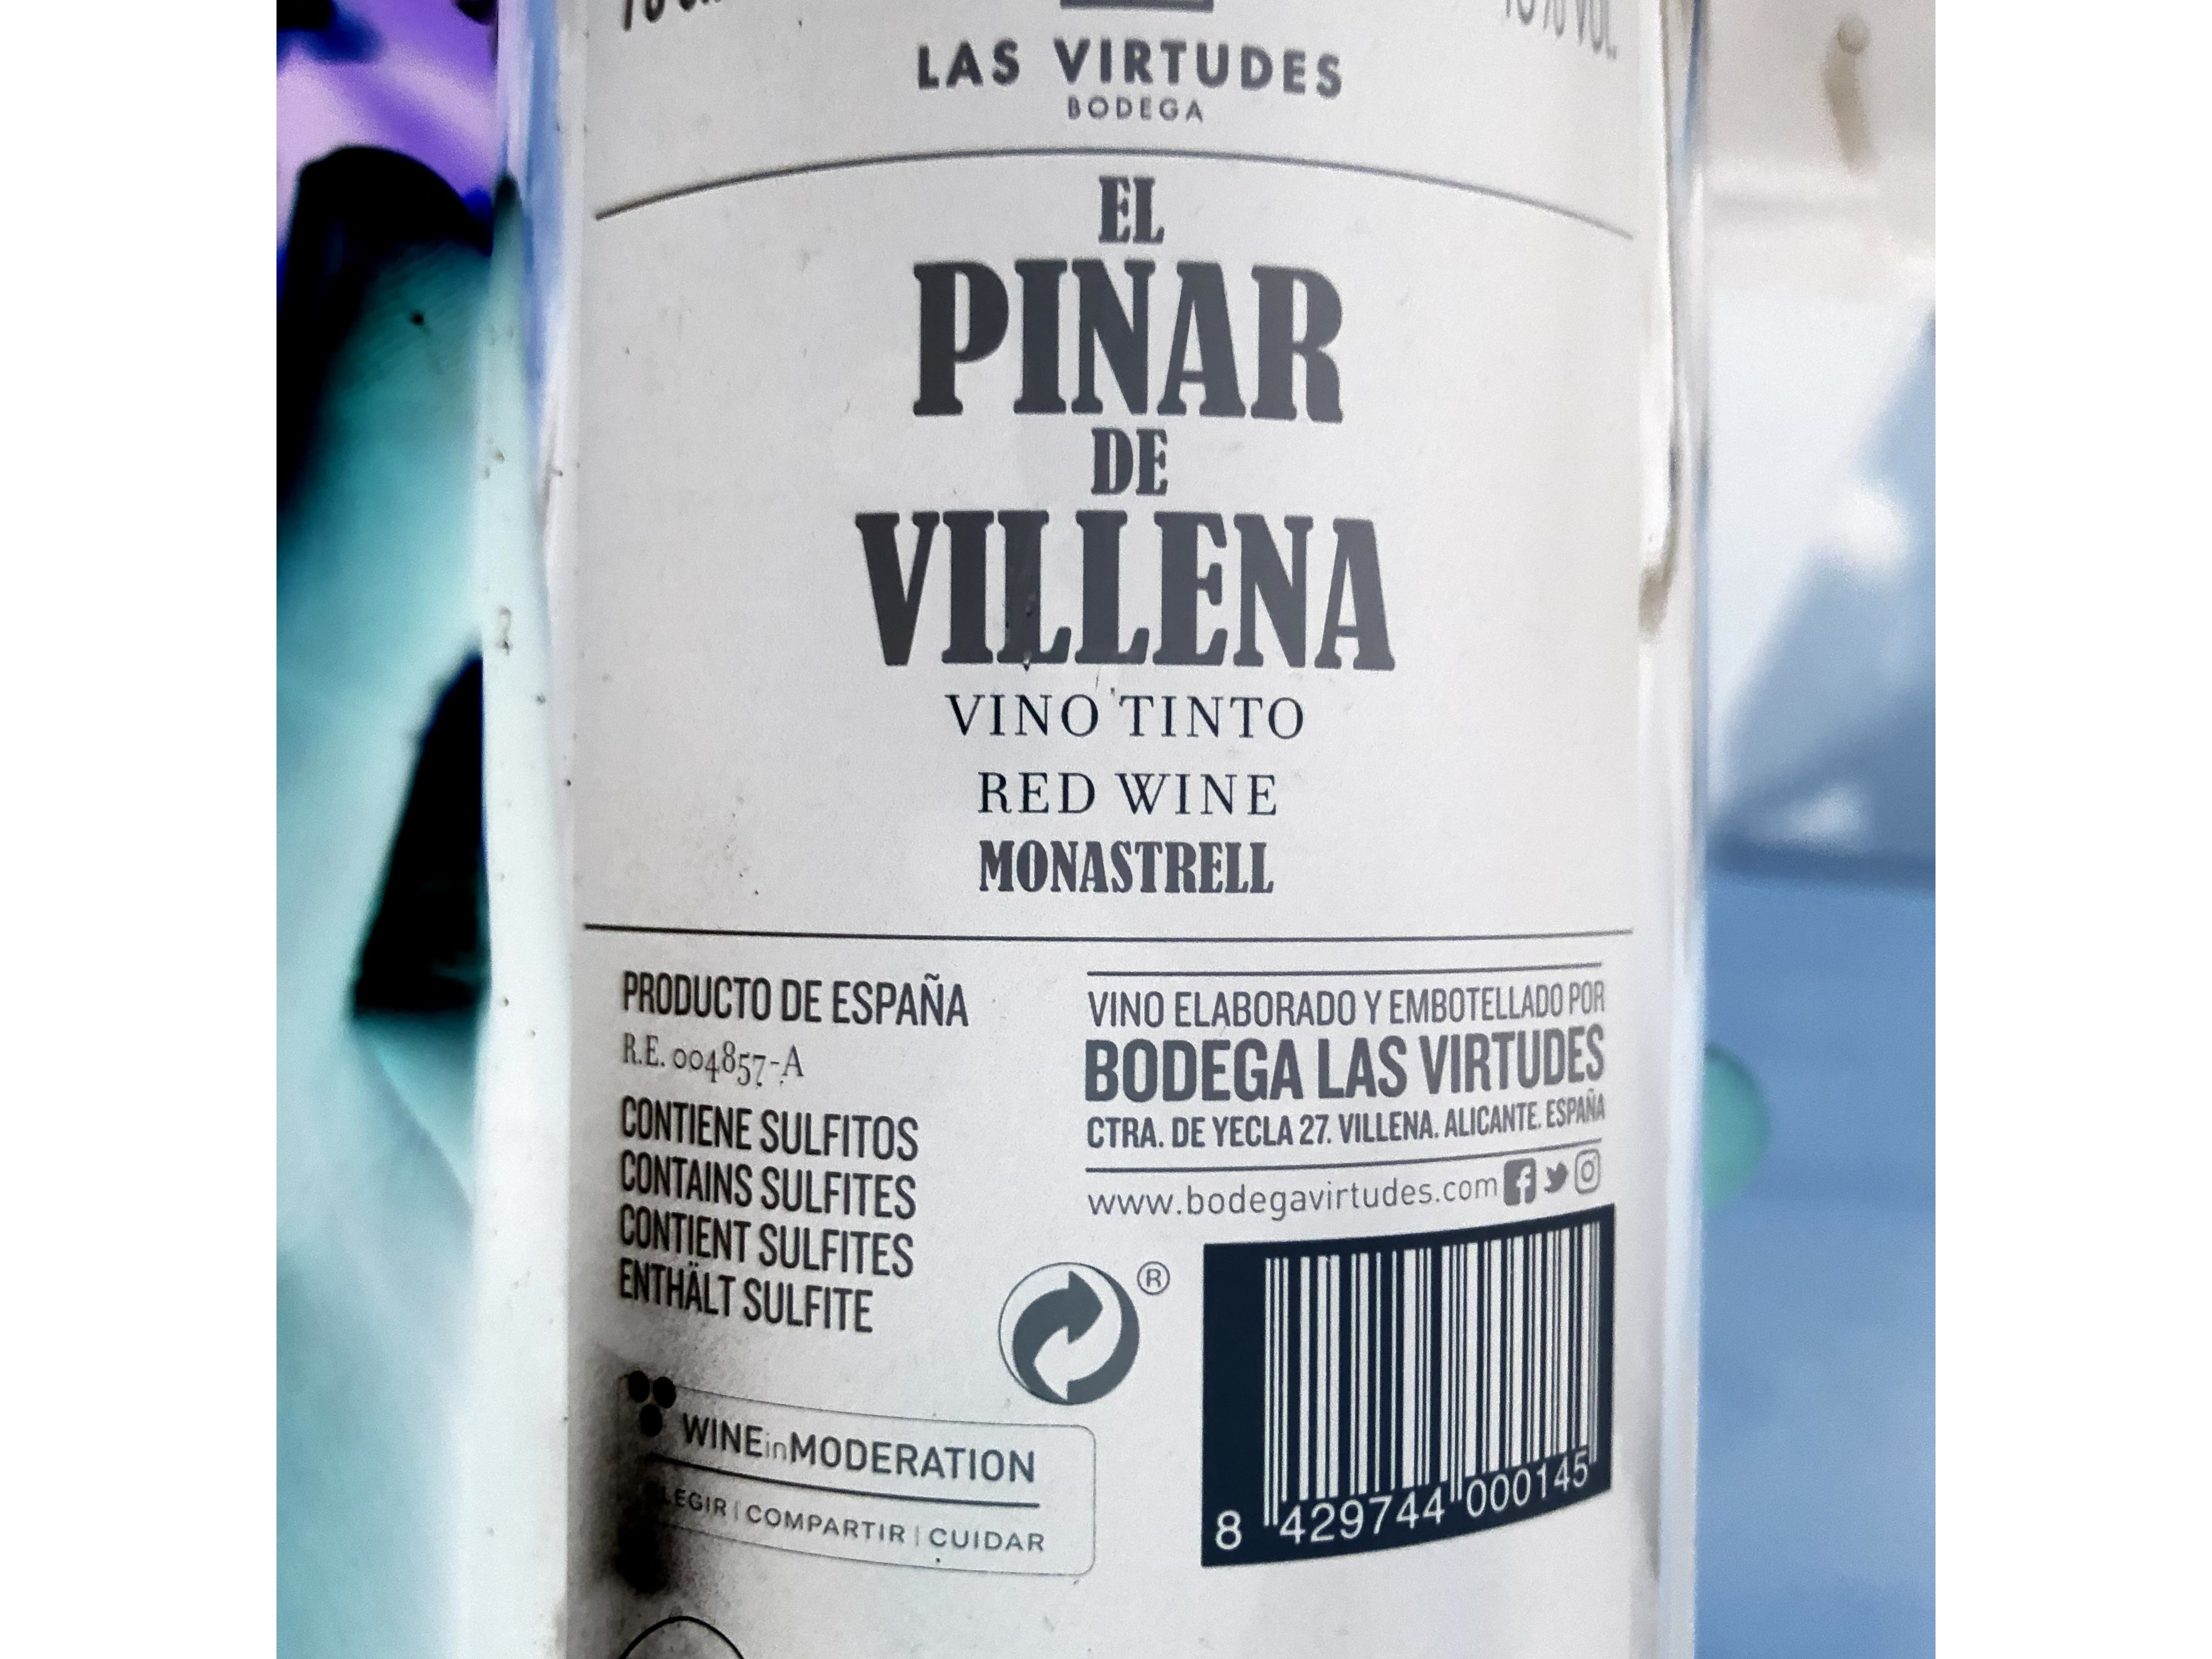 LAS VIRTUDES
BODEGA
EL
PINAR
DE
VILLENA
VINO TINTO
RED WINE
MONASTRELL
PRODUCTO DE ESPAÑA
R.E. 004857-A
CONTIENE SULFITOS
CONTAINS SULFITES
CONTIENT SULFITES
ENTHÄLT SULFITE
WINEinMODERATION
COMPARTIR | CUIDAR
VINO ELABORADO Y EMBOTELLADO POR
BODEGA LAS VIRTUDES
CTRA. DE YECLA 27. VILLENA. ALICANTE. ESPAÑA
www.bodegavirtudes.com
®
8 429744 000145